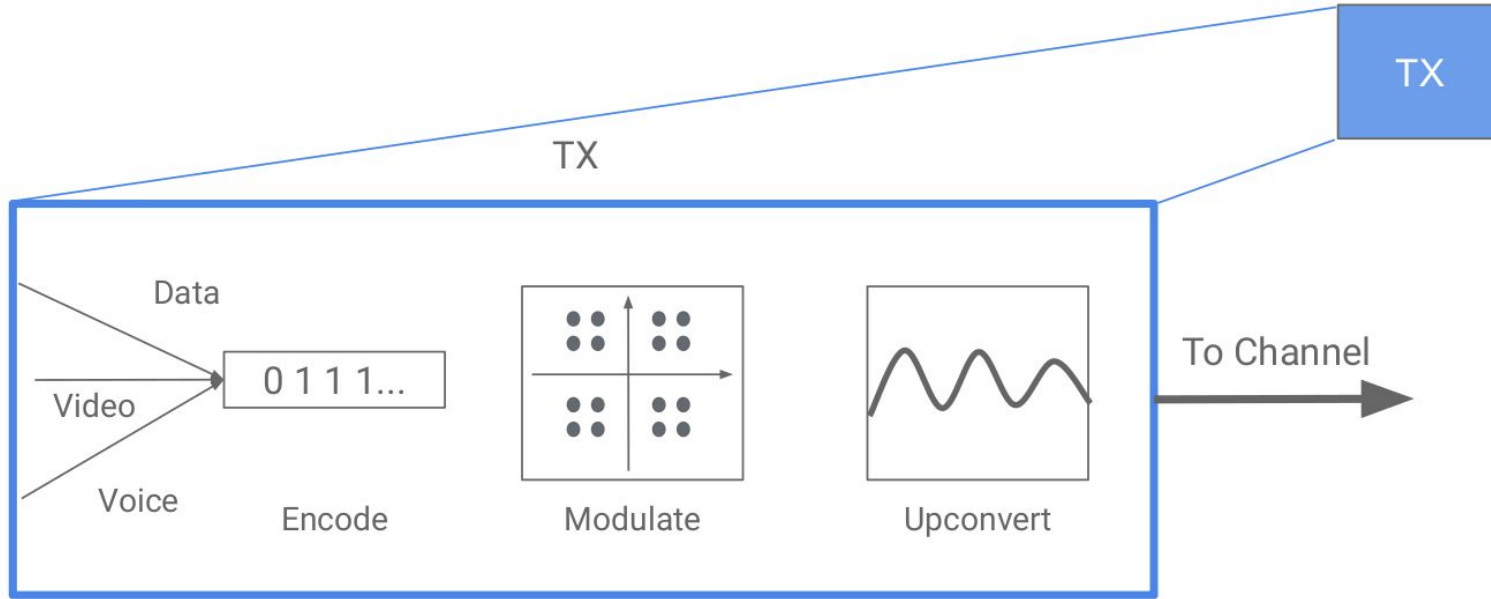 TX
TX
Data
Video
Voice
0 1 1 1...
Encode
Modulate
Upconvert
To Channel